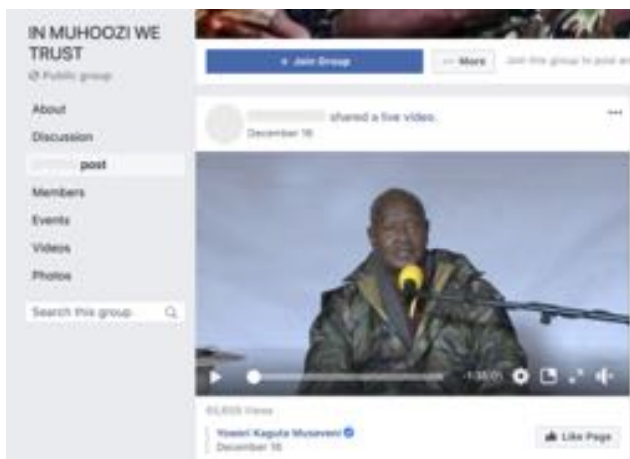 IN MUHOOZI WE
TRUST
Public group
About
Discussion
post
Members
Events
Videos
Photos
Search this group
+ Join Group
··· More
Join this group to post
shared a live video.
December 16
Views
Yoweri Kaguta Museveni
December 16
Like Page